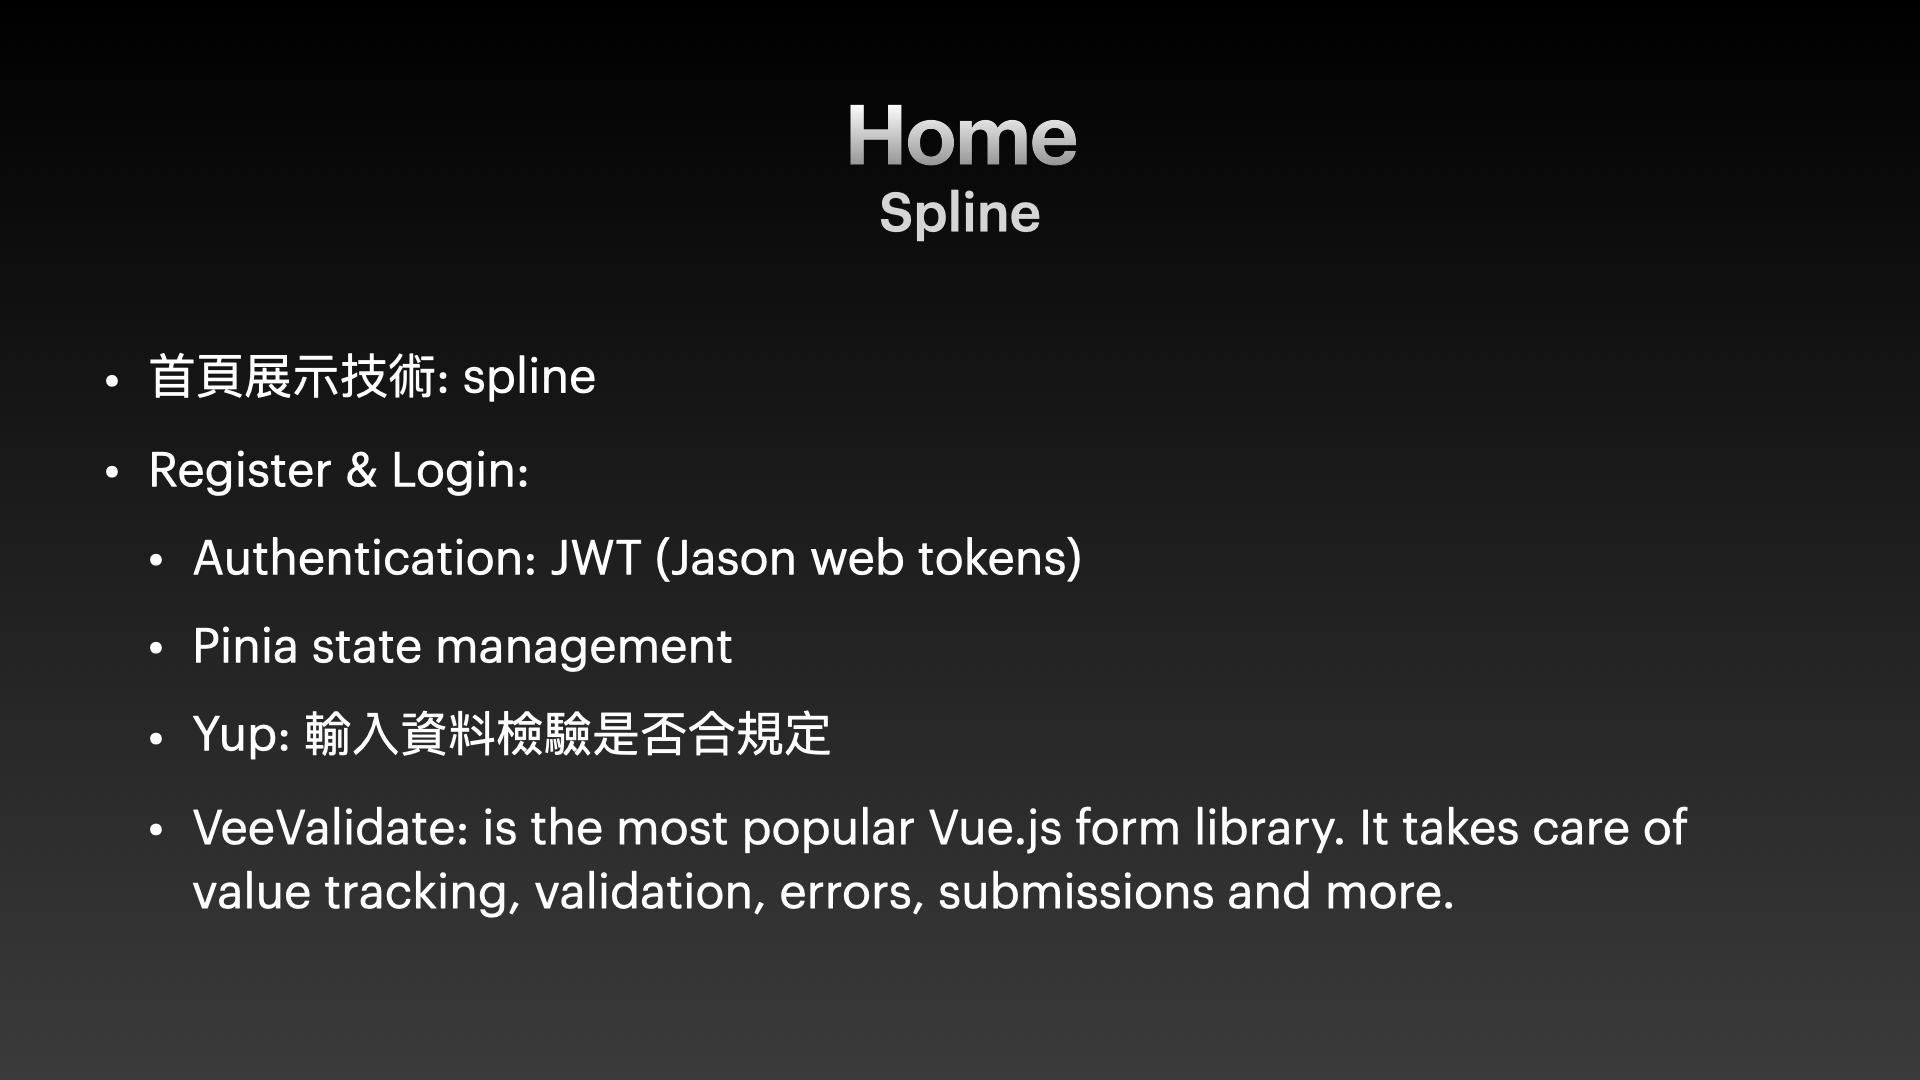 Home
Spline
• 首頁展示技術: spline
• Register & Login:
• Authentication: JWT (Jason web tokens)
• Pinia state management
• Yup: 輸入資料檢驗是否合規定
• VeeValidate: is the most popular Vue.js form library. It takes care of
value tracking, validation, errors, submissions and more.